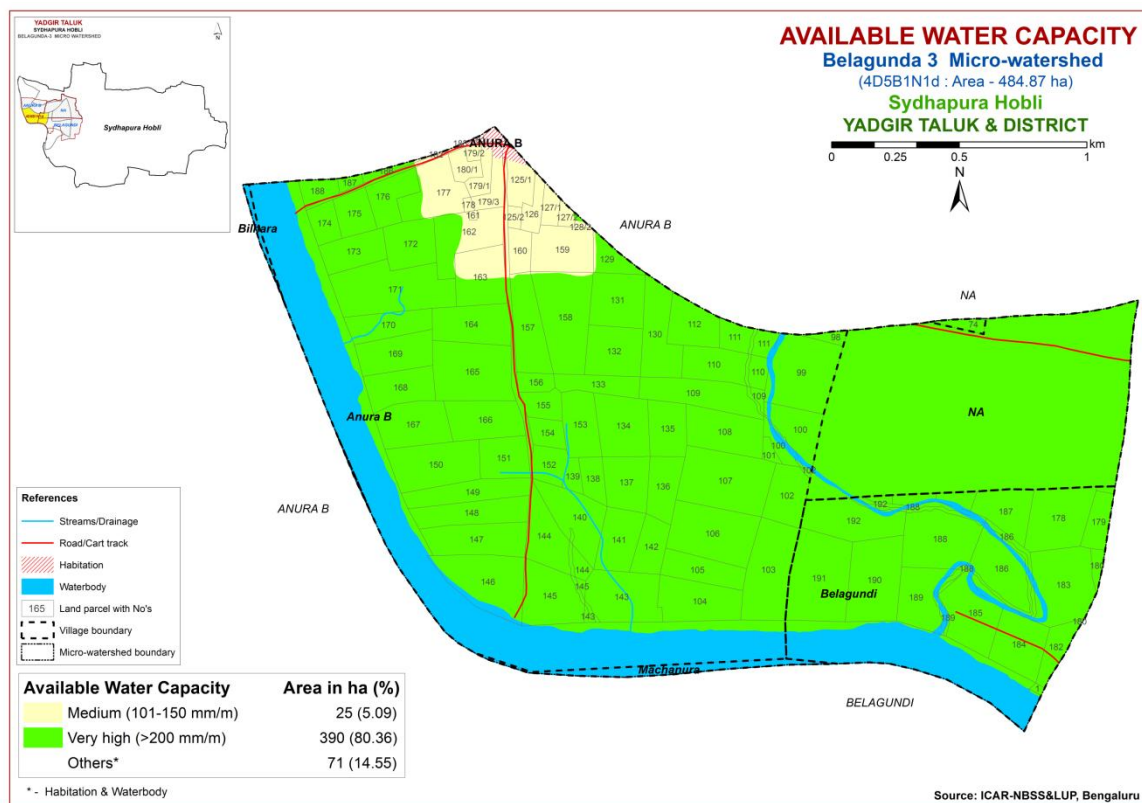 YADGIR TALUK
SYDHAPURA HOBLI
BELAGUNDA-3 MICRO WATERSHED
N
ANURA B
NA
BELAGUNDI
Sydhapura Hobli
AVAILABLE WATER CAPACITY
Belagunda 3 Micro-watershed
(4D5B1N1d : Area - 484.87 ha)
Sydhapura Hobli
YADGIR TALUK & DISTRICT
0 0.25 0.5 1 km
N
ANURA B
179/2
180/1
125/1
188 187
177 179/1
176
178 179/3 127/1
174 175 161 125/2 126 127/2
128/2
Bilhara
ANURA B
162
173 172 160 159
129
163
NA
171
131
74
170 164 157 158 112
130 111 98
169 132 111
110 110 99
165
168 156 133
109 109
155
Anura B
166 153 134 135 108 100
NA
167 154 100
101
150 151 152
139 138 137 136 107
149 102
192 188 187 178 179
148 140 192
106 188 186
147 144 141 142
144 105 103 188 186 183 180
146 145 191 190
145 143 104 Belagundi 189 185
143 189
184 182
ANURA B
Machanura
BELAGUNDI
References
Streams/Drainage
Road/Cart track
Habitation
Waterbody
165 Land parcel with No's
Village boundary
Micro-watershed boundary
Available Water Capacity Area in ha (%)
Medium (101-150 mm/m) 25 (5.09)
Very high (>200 mm/m) 390 (80.36)
Others* 71 (14.55)
* - Habitation & Waterbody
Source: ICAR-NBSS&LUP, Bengaluru